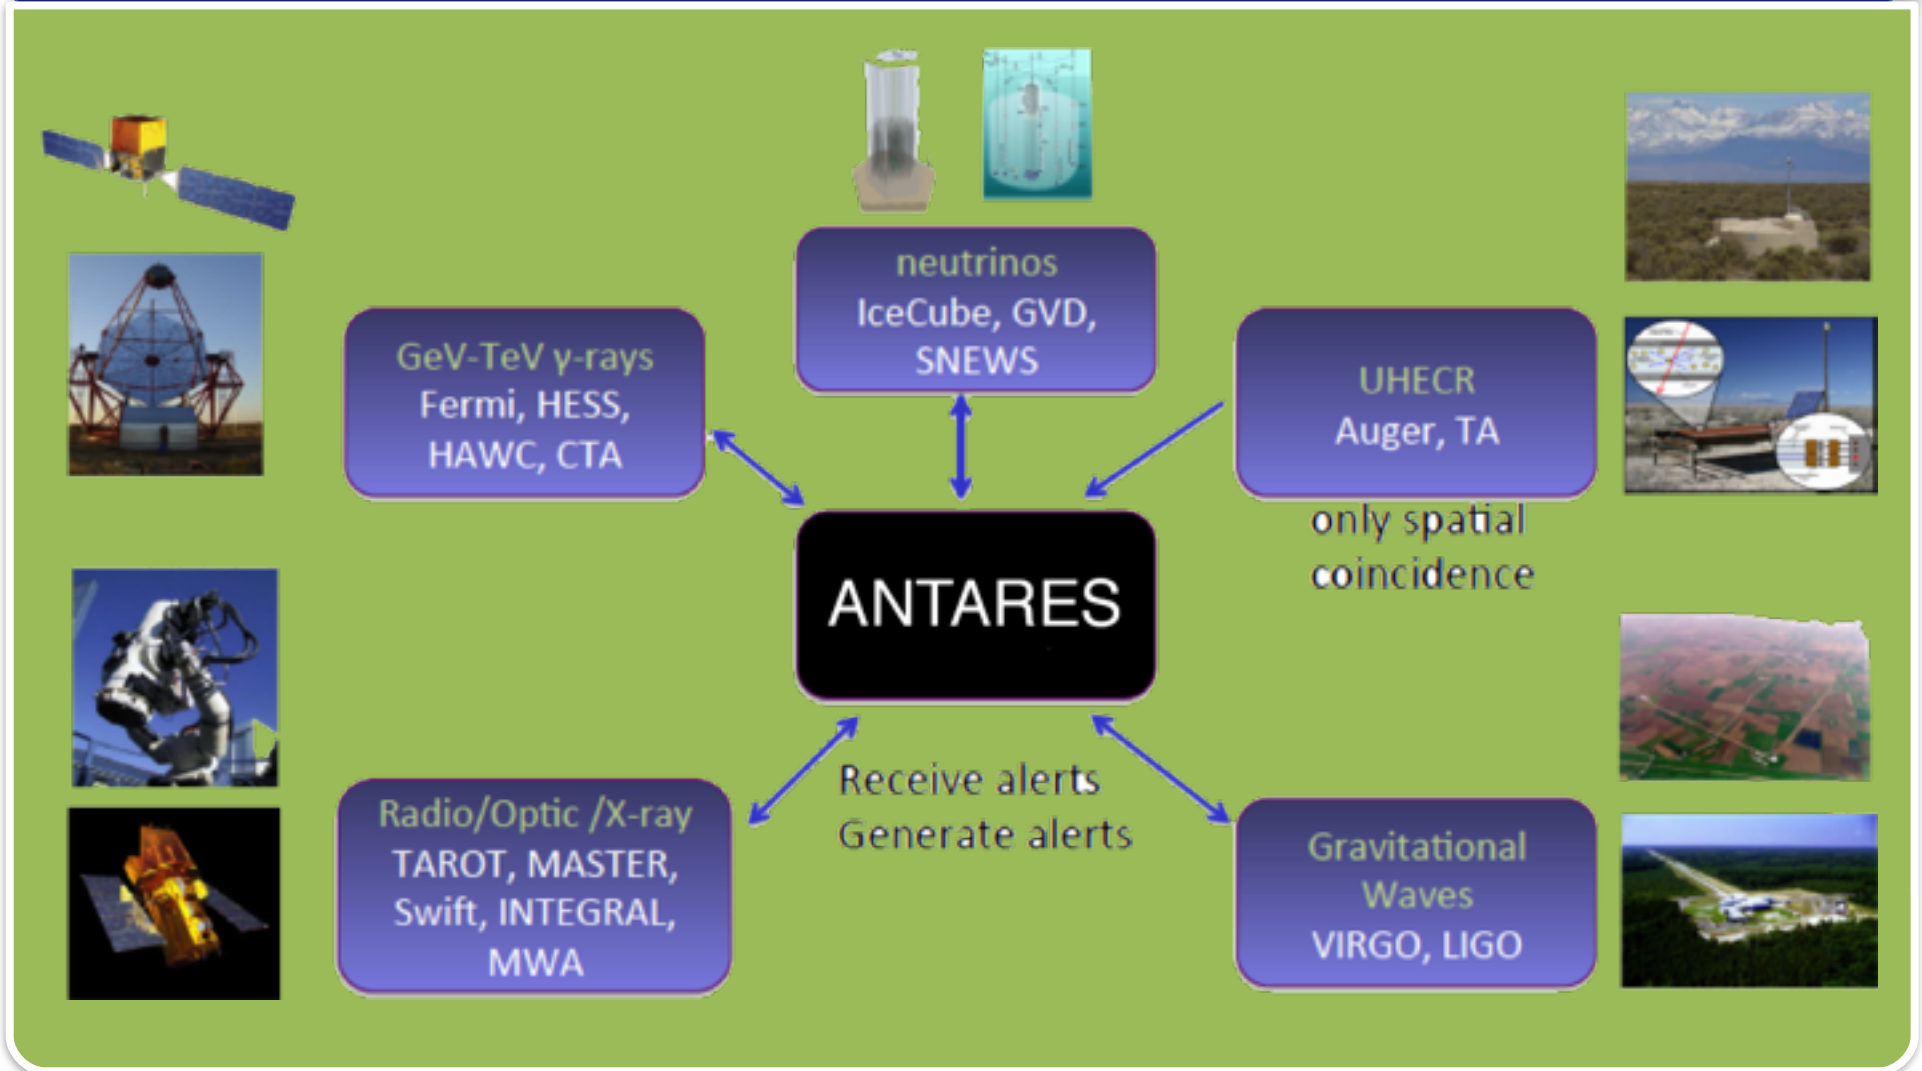 neutrinos
IceCube, GVD,
SNEWS
GeV-TeV γ-rays
Fermi, HESS,
HAWC, CTA
UHECR
Auger, TA
only spatial
coincidence
ANTARES
Receive alerts
Generate alerts
Radio/Optic /X-ray
TAROT, MASTER,
Swift, INTEGRAL,
MWA
Gravitational
Waves
VIRGO, LIGO